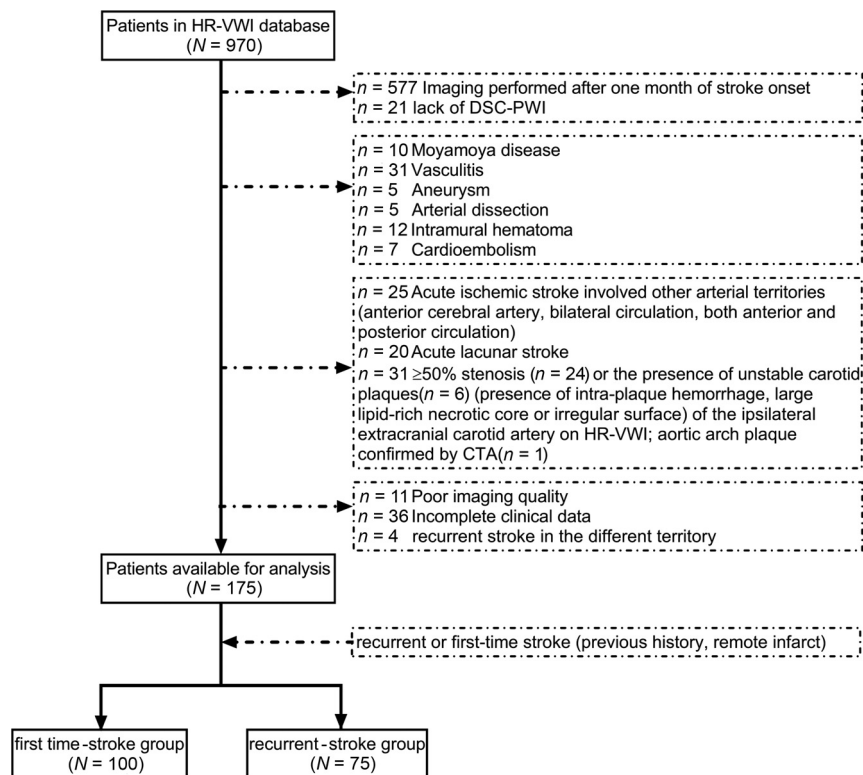 Patients in HR-VWI database
(N = 970)
n = 577 Imaging performed after one month of stroke onset
n = 21 lack of DSC-PWI
n = 10 Moyamoya disease
n = 31 Vasculitis
n = 5 Aneurysm
n = 5 Arterial dissection
n = 12 Intramural hematoma
n = 7 Cardioembolism
n = 25 Acute ischemic stroke involved other arterial territories
(anterior cerebral artery, bilateral circulation, both anterior and
posterior circulation)
n = 20 Acute lacunar stroke
n = 31 ≥50% stenosis (n = 24) or the presence of unstable carotid
plaques(n = 6) (presence of intra-plaque hemorrhage, large
lipid-rich necrotic core or irregular surface) of the ipsilateral
extracranial carotid artery on HR-VWI; aortic arch plaque
confirmed by CTA(n = 1)
n = 11 Poor imaging quality
n = 36 Incomplete clinical data
n = 4 recurrent stroke in the different territory
Patients available for analysis
(N = 175)
recurrent or first-time stroke (previous history, remote infarct)
first time-stroke group
(N = 100)
recurrent-stroke group
(N = 75)